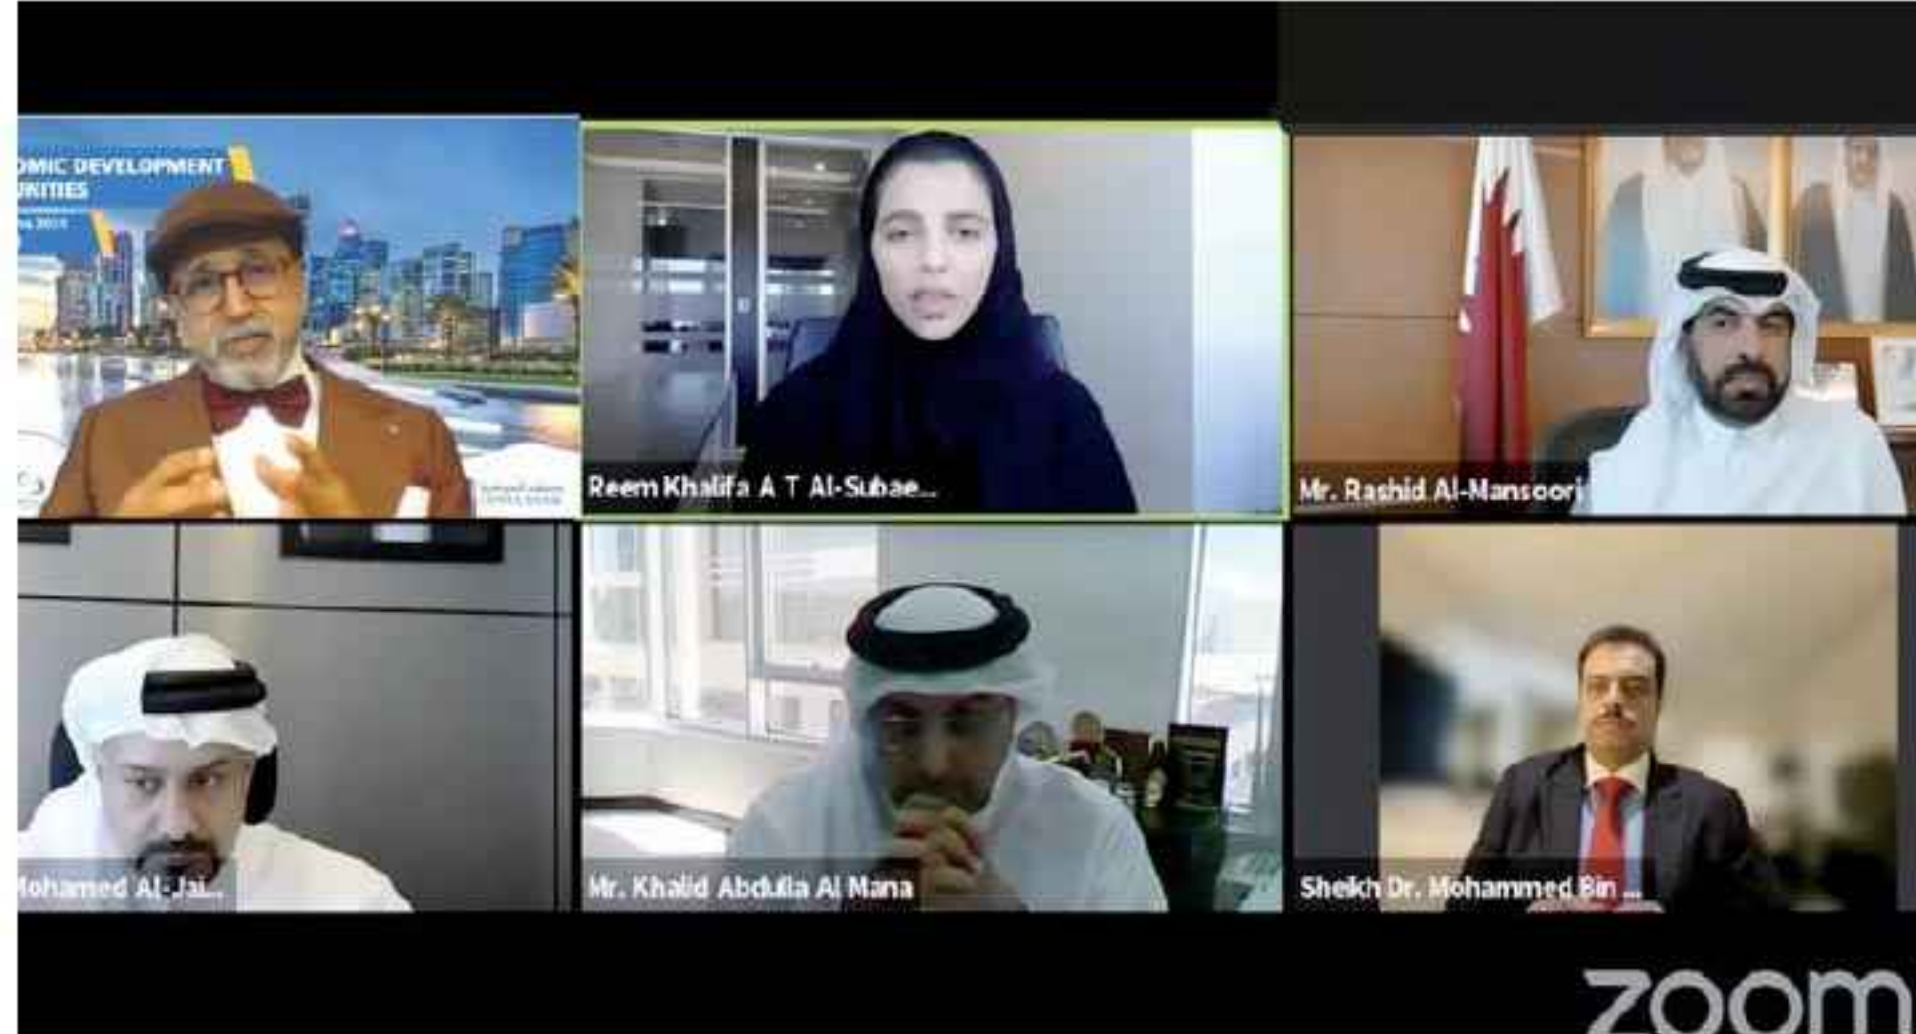 OMIC DEVELOPMENT
UNITIES
Reem Khalifa A T Al-Subae...
Mr. Rashid Al-Mansoori
Mohamed Al-Jai...
Mr. Khalid Abdulla Al Mana
Sheikh Dr. Mohammed Bin ...
zoom